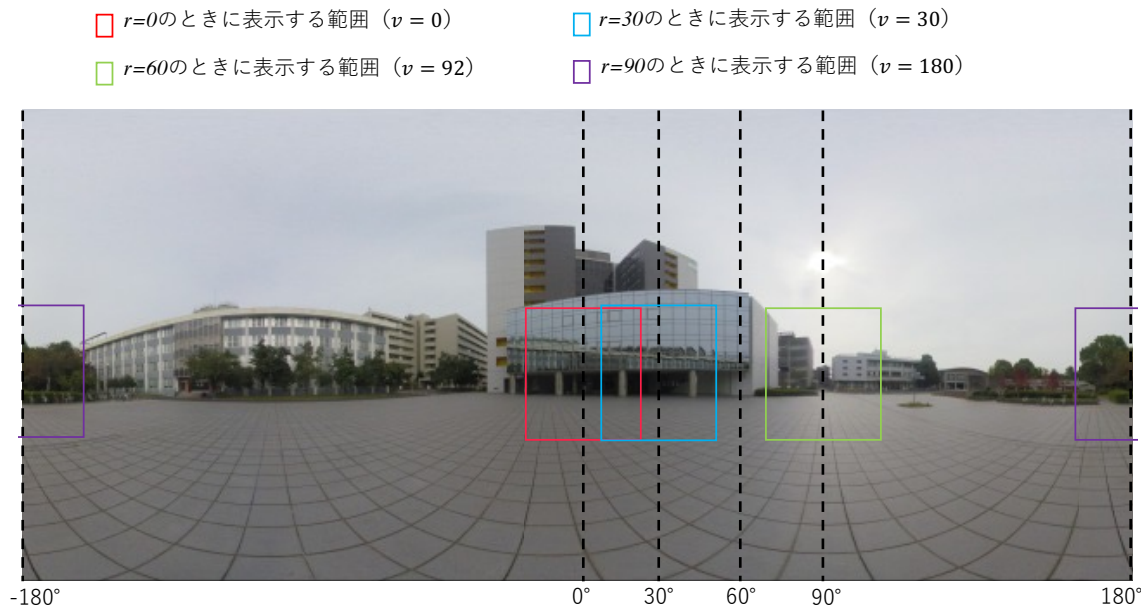 r=0のときに表示する範囲（v = 0）
r=30のときに表示する範囲（v = 30）
r=60のときに表示する範囲（v = 92）
r=90のときに表示する範囲（v = 180）
-180°
0°
30°
60°
90°
180°